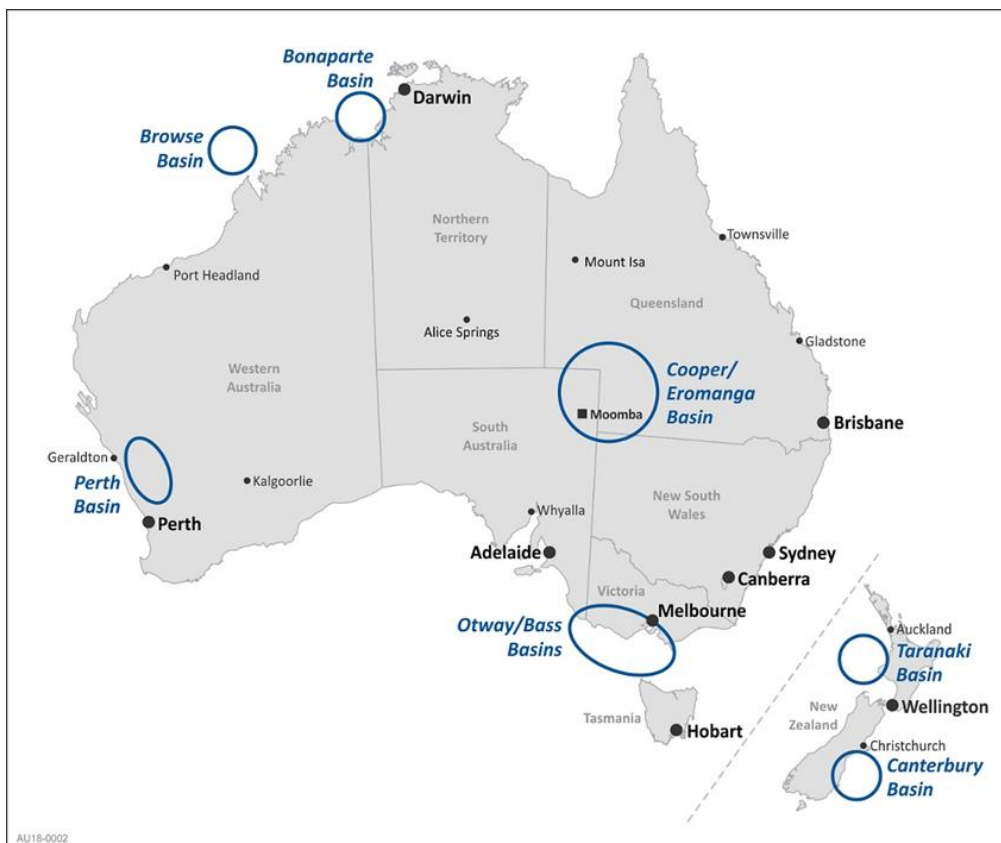 Bonaparte
Basin
Darwin
Browse
Basin
Northern
Territory
Townsville
Port Headland
Mount Isa
Queensland
Alice Springs
Gladstone
Western
Australia
Cooper/
Eromanga
Basin
Moomba
Brisbane
South
Australia
Geraldton
Perth
Basin
Kalgoorlie
New South
Wales
Whyalla
Perth
Adelaide
Sydney
Canberra
Victoria
Melbourne
Otway/Bass
Basins
Auckland
Taranaki
Basin
Wellington
New
Zealand
Tasmania
Hobart
Christchurch
Canterbury
Basin
AU18-0002